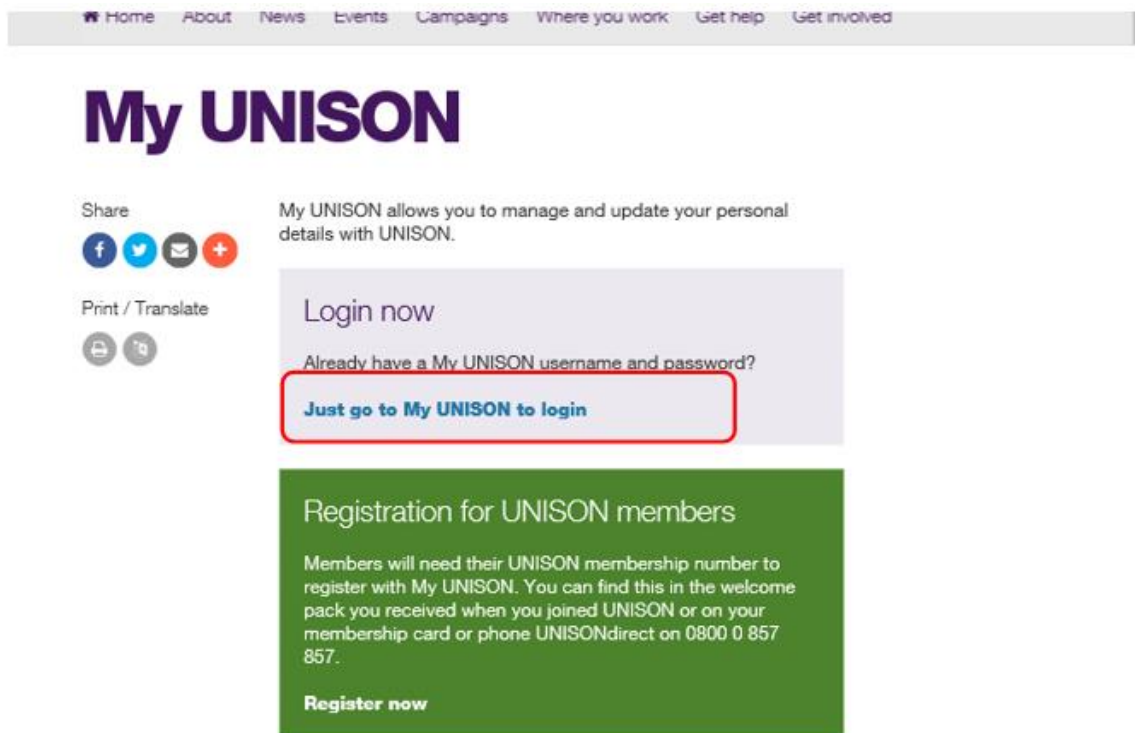 Home About News Events Campaigns Where you work Get help Get involved
My UNISON
Share
My UNISON allows you to manage and update your personal
details with UNISON.
Print / Translate
Login now
Already have a My UNISON username and password?
Just go to My UNISON to login
Registration for UNISON members
Members will need their UNISON membership number to
register with My UNISON. You can find this in the welcome
pack you received when you joined UNISON or on your
membership card or phone UNISONdirect on 0800 0 857
857.
Register now